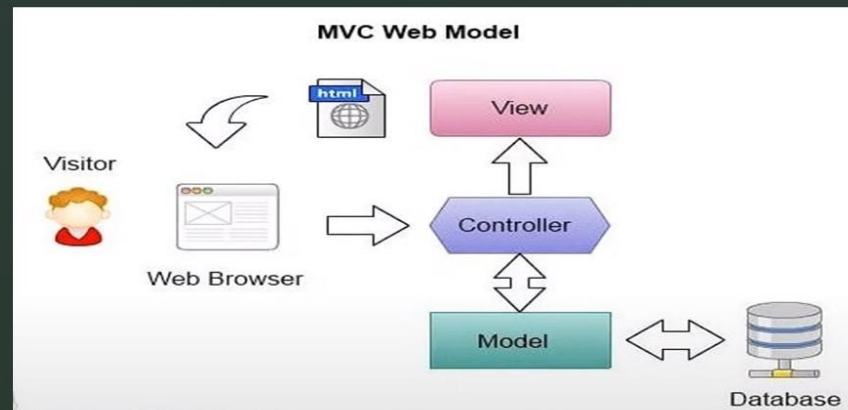 MVC Web Model
html
View
Visitor
Controller
Web Browser
Model
Database